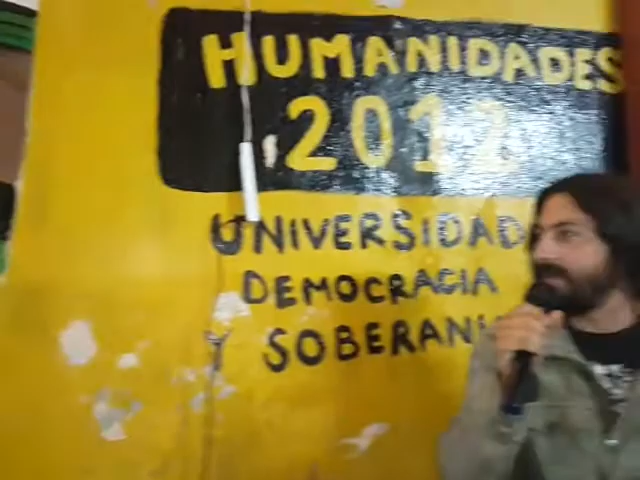 HUMANIDADES
2012
UNIVERSIDAD
DEMOCRACIA
Y SOBERANI